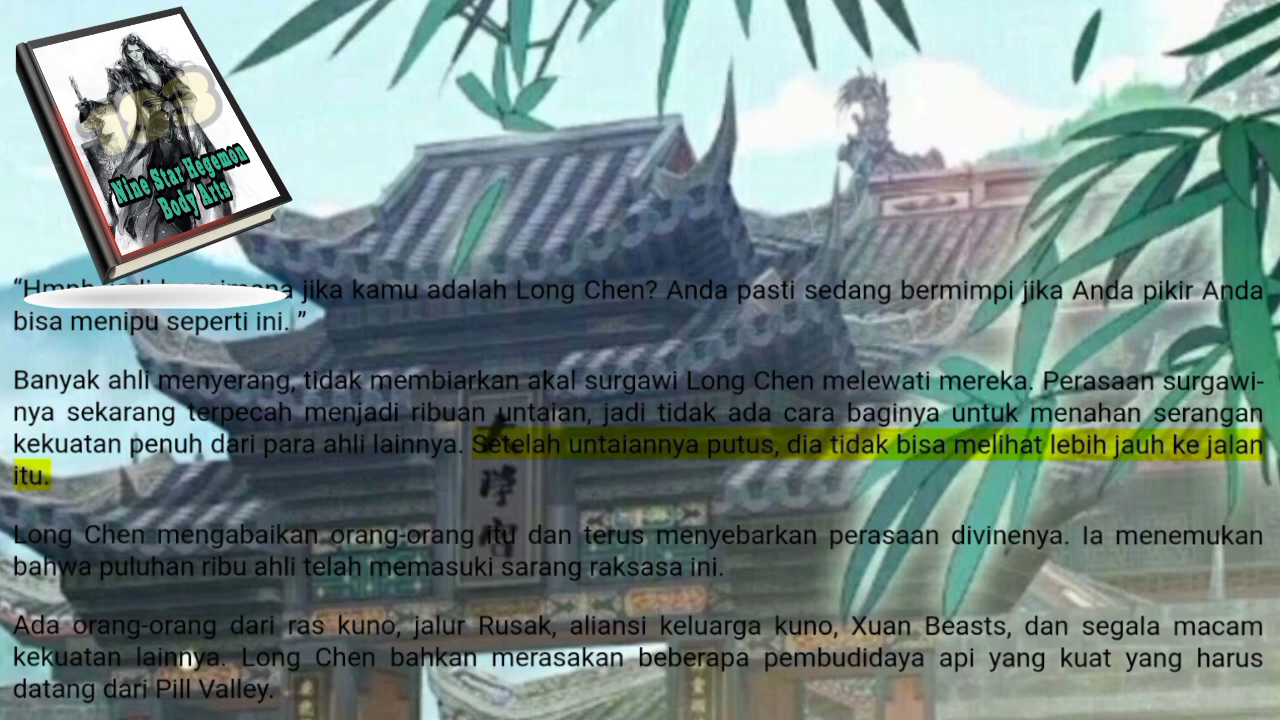 Nine Star Hegemon
Body Arts
“Hmph, jadi bagaimana jika kamu adalah Long Chen? Anda pasti sedang bermimpi jika Anda pikir Anda
bisa menipu seperti ini. ”
Banyak ahli menyerang, tidak membiarkan akal surgawi Long Chen melewati mereka. Perasaan surgawi-
nya sekarang terpecah menjadi ribuan untaian, jadi tidak ada cara baginya untuk menahan serangan
kekuatan penuh dari para ahli lainnya. Setelah untaiannya putus, dia tidak bisa melihat lebih jauh ke jalan
itu.
Long Chen mengabaikan orang-orang itu dan terus menyebarkan perasaan divinenya. Ia menemukan
bahwa puluhan ribu ahli telah memasuki sarang raksasa ini.
Ada orang-orang dari ras kuno, jalur Rusak, aliansi keluarga kuno, Xuan Beasts, dan segala macam
kekuatan lainnya. Long Chen bahkan merasakan beberapa pembudidaya api yang kuat yang harus
datang dari Pill Valley.